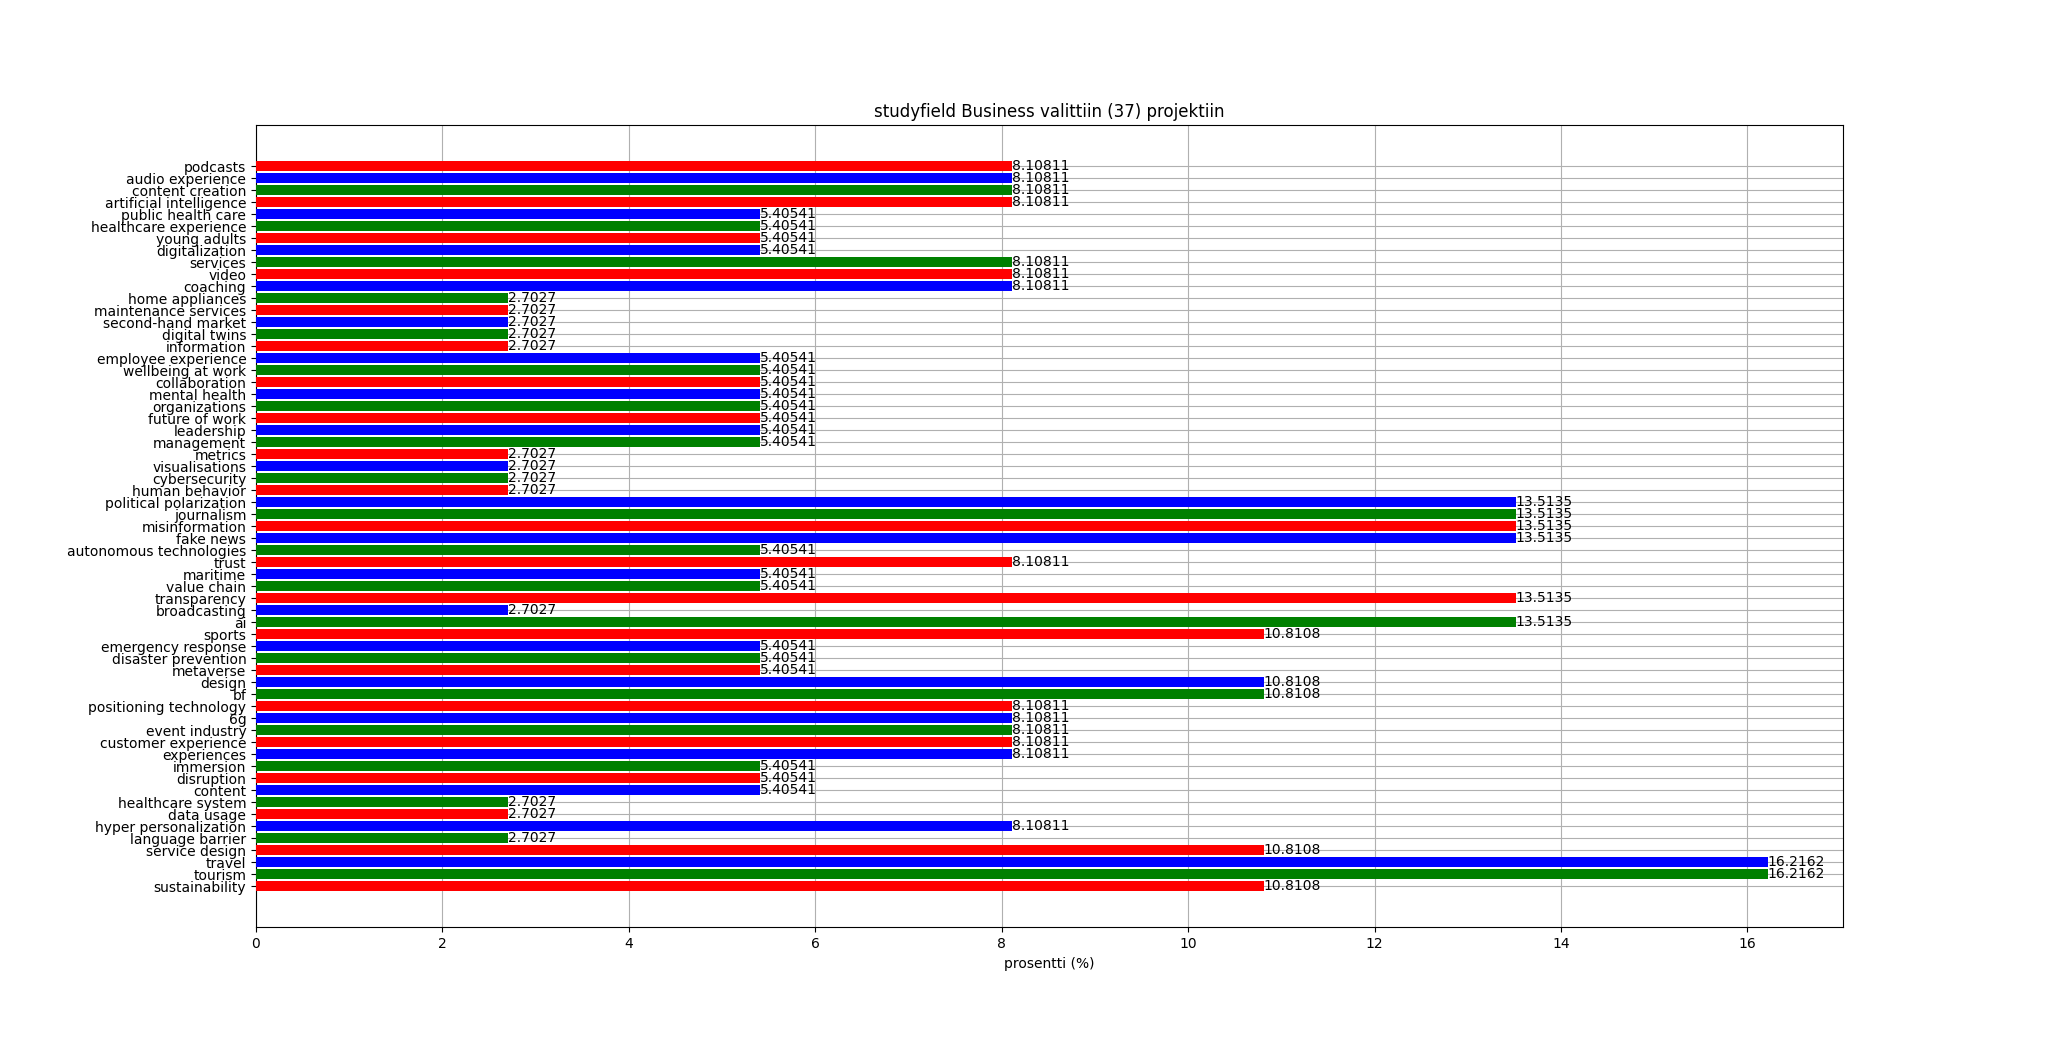 studyfield Business valittiin (37) projektiin
podcasts 8.10811
audio experience 8.10811
content creation 8.10811
artificial intelligence 8.10811
public health care 5.40541
healthcare experience 5.40541
young adults 5.40541
digitalization 5.40541
services 8.10811
video 8.10811
coaching 8.10811
home appliances 2.7027
maintenance services 2.7027
second-hand market 2.7027
digital twins 2.7027
information 2.7027
employee experience 5.40541
wellbeing at work 5.40541
collaboration 5.40541
mental health 5.40541
organizations 5.40541
future of work 5.40541
leadership 5.40541
management 5.40541
metrics 2.7027
visualisations 2.7027
cybersecurity 2.7027
human behavior 2.7027
political polarization 13.5135
journalism 13.5135
misinformation 13.5135
fake news 13.5135
autonomous technologies 5.40541
trust 8.10811
maritime 5.40541
value chain 5.40541
transparency 13.5135
broadcasting 2.7027
ai 13.5135
sports 10.8108
emergency response 5.40541
disaster prevention 5.40541
metaverse 5.40541
design 10.8108
bf 10.8108
positioning technology 8.10811
6g 8.10811
event industry 8.10811
customer experience 8.10811
experiences 8.10811
immersion 5.40541
disruption 5.40541
content 5.40541
healthcare system 2.7027
data usage 2.7027
hyper personalization 8.10811
language barrier 2.7027
service design 10.8108
travel 16.2162
tourism 16.2162
sustainability 10.8108
0 2 4 6 8 10 12 14 16
prosentti (%)